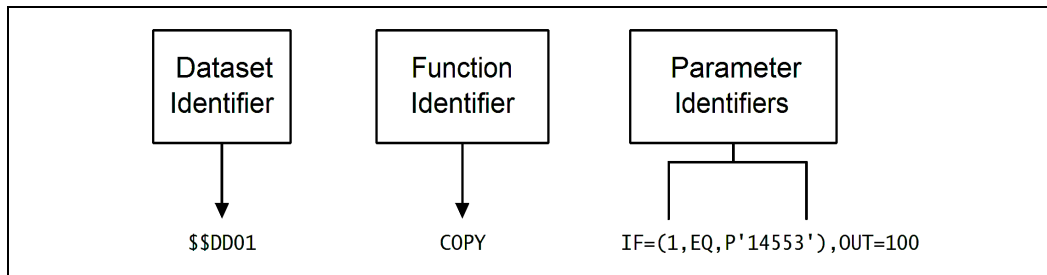 Dataset
Identifier
Function
Identifier
Parameter
Identifiers
$$DD01
COPY
IF=(1,EQ,P'14553'),OUT=100